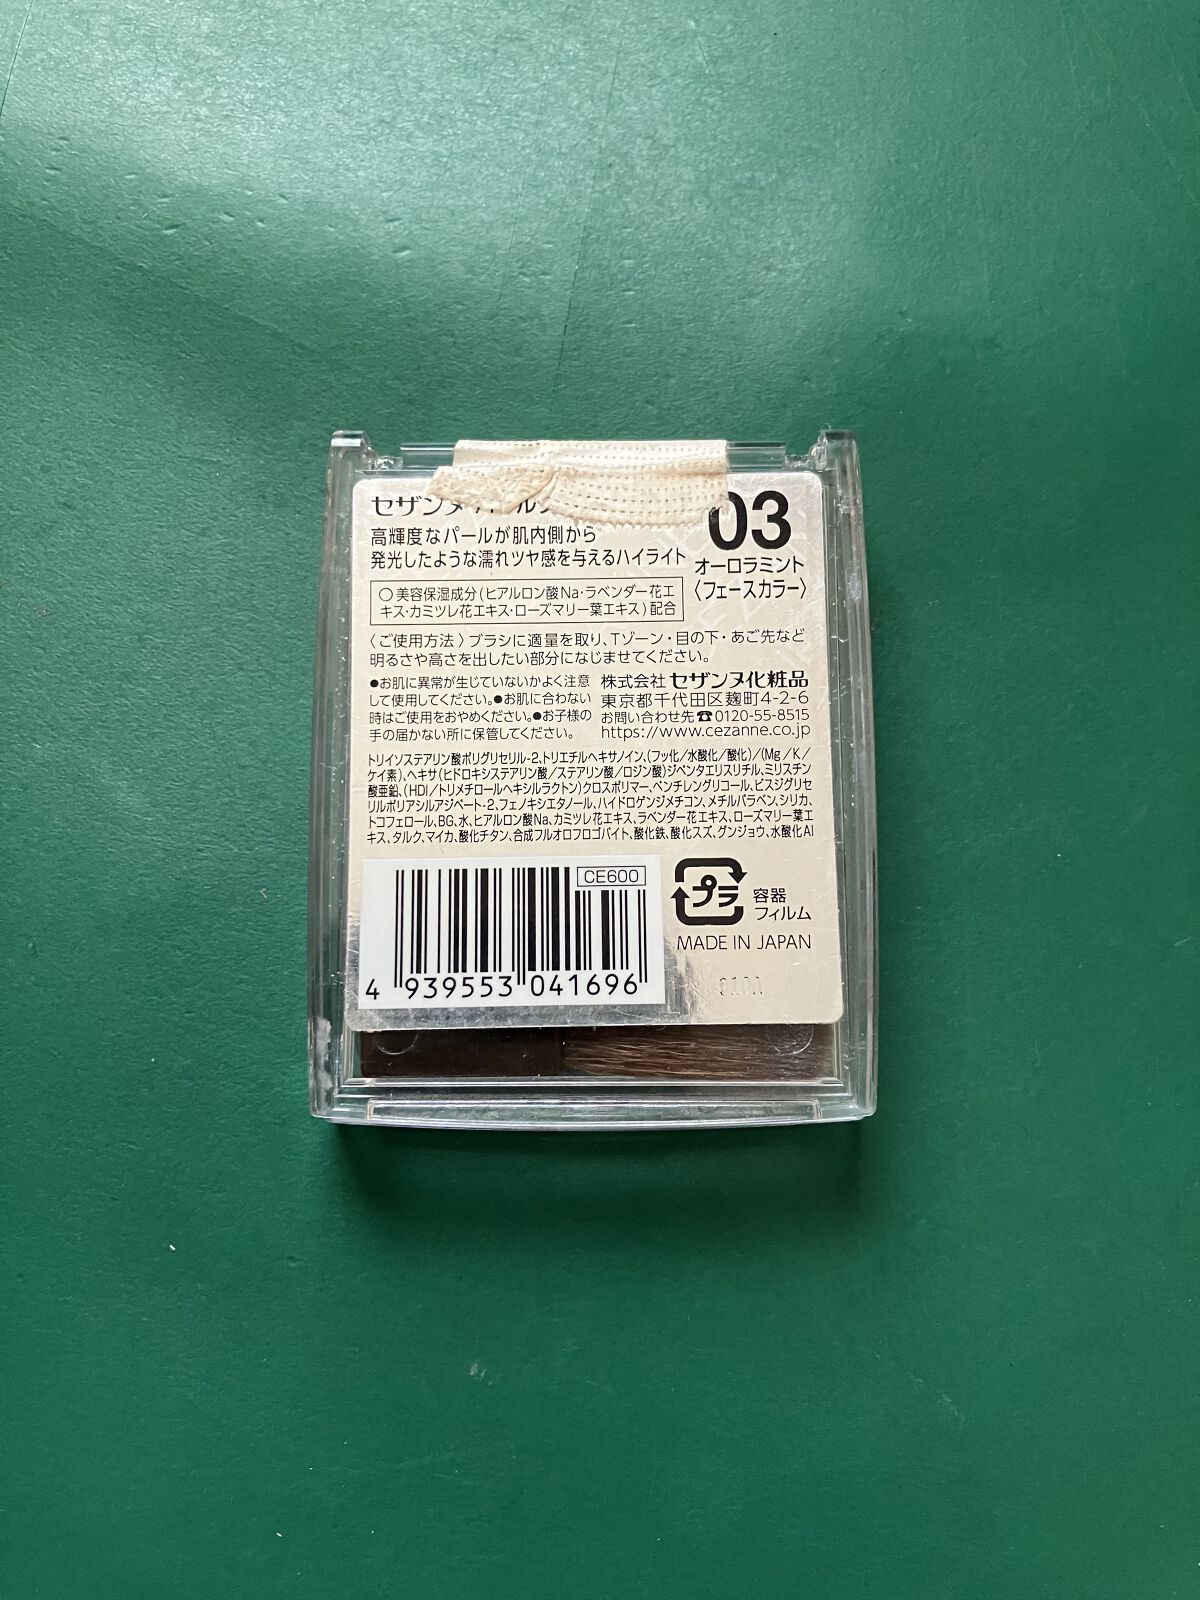 セザンヌ パールグ
03
高輝度なパールが肌内側から
発光したような濡れツヤ感を与えるハイライト
オーロラミント
〈フェースカラー〉
○美容保湿成分(ヒアルロン酸Na・ラベンダー花エ
キス・カミツレ花エキス・ローズマリー葉エキス)配合
〈ご使用方法〉ブラシに適量を取り、Tゾーン・目の下・あご先など
明るさや高さを出したい部分になじませてください。
●お肌に異常が生じていないかよく注意
して使用してください。●お肌に合わない
時はご使用をおやめください。●お子様の
手の届かない所に保管してください。
株式会社 セザンヌ化粧品
東京都千代田区麹町4-2-6
お問い合わせ先☎0120-55-8515
https://www.cezanne.co.jp
トリイソステアリン酸ポリグリセリル-2、トリエチルヘキサノイン、(フッ化/水酸化/酸化)/(Mg/K/
ケイ素)、ヘキサ(ヒドロキシステアリン酸/ステアリン酸/ロジン酸)ジペンタエリスリチル、ミリスチン
酸亜鉛、(HDI/トリメチロールヘキシルラクトン)クロスポリマー、ペンチレングリコール、ビスジグリセ
リルポリアシルアジペート-2、フェノキシエタノール、ハイドロゲンジメチコン、メチルパラベン、シリカ、
トコフェロール、BG、水、ヒアルロン酸Na、カミツレ花エキス、ラベンダー花エキス、ローズマリー葉エ
キス、タルク、マイカ、酸化チタン、合成フルオロフロゴパイト、酸化鉄、酸化スズ、グンジョウ、水酸化Al
CE600
4 939553 041696
プラ
容器
フィルム
MADE IN JAPAN